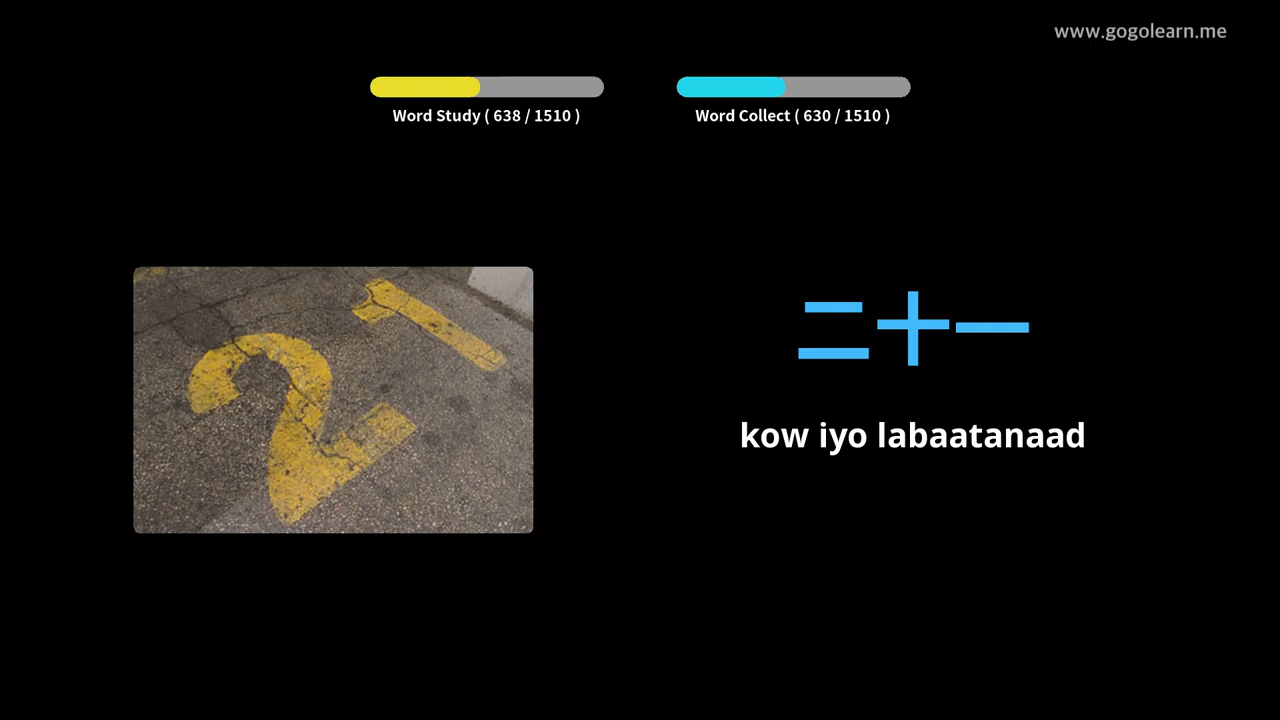 www.gogolearn.me
Word Study ( 638 / 1510 )
Word Collect ( 630 / 1510 )
21
二十一
kow iyo labaatanaad